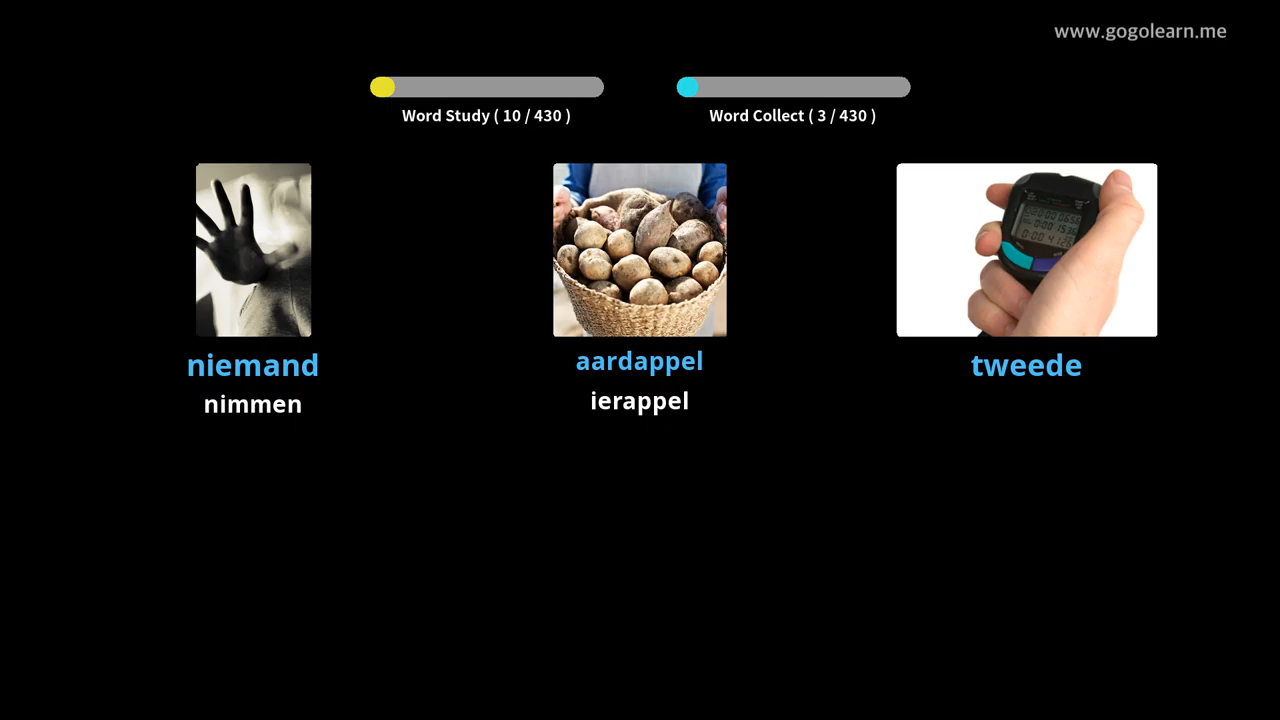 www.gogolearn.me
Word Study ( 10 / 430 )
Word Collect ( 3 / 430 )
niemand
nimmen
aardappel
ierappel
tweede